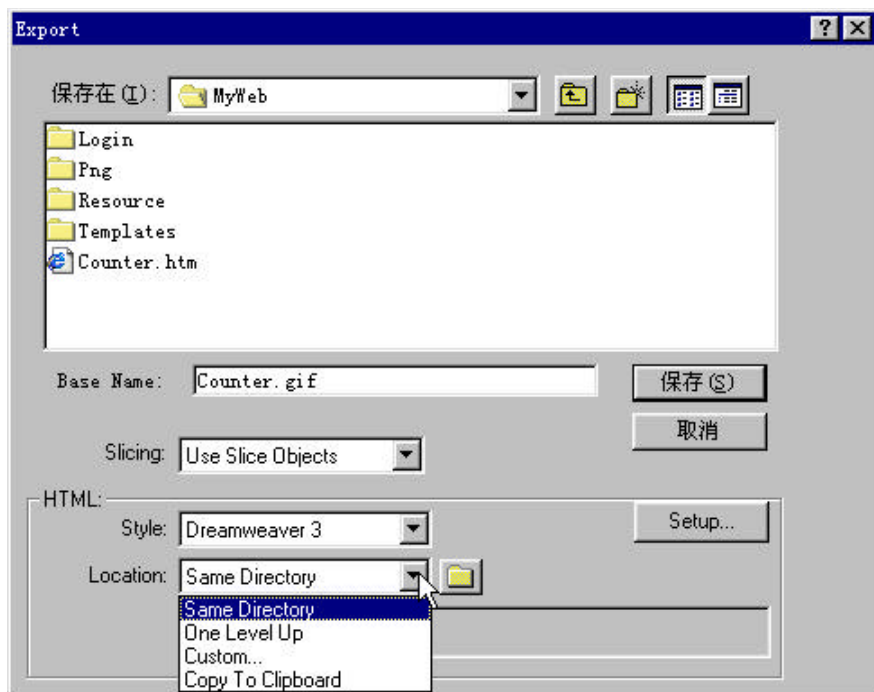 Export
保存在(I): MyWeb
Login
Png
Resource
Templates
Counter.htm
Base Name: Counter.gif 保存(S)
取消
Slicing: Use Slice Objects
HTML:
Style: Dreamweaver 3 Setup...
Location: Same Directory
Same Directory
One Level Up
Custom...
Copy To Clipboard